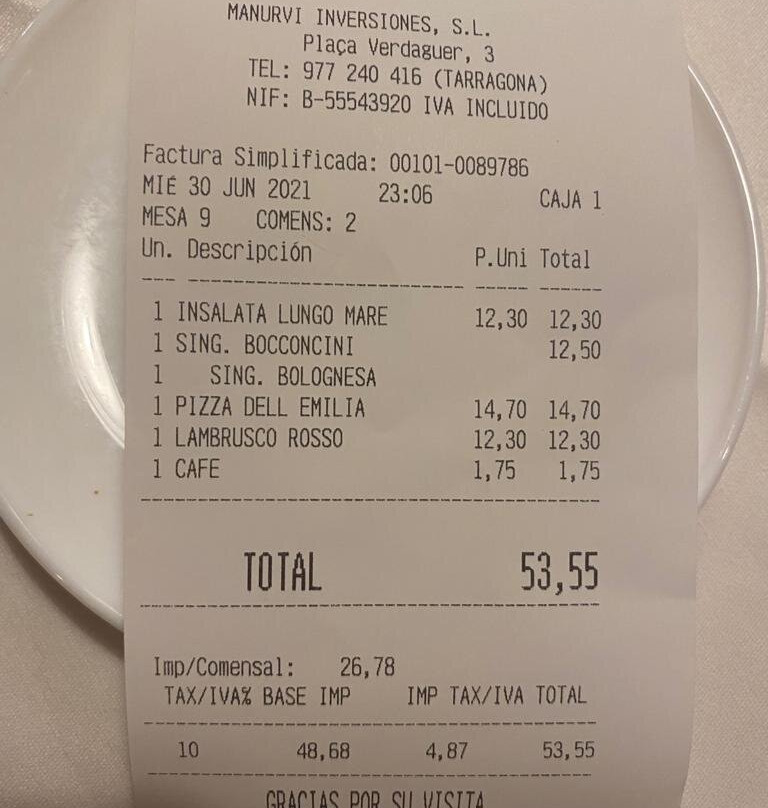 MANURVI INVERSIONES, S.L.
Plaça Verdaguer, 3
TEL: 977 240 416 (TARRAGONA)
NIF: B-55543920 IVA INCLUIDO
Factura Simplificada: 00101-0089786
MIÉ 30 JUN 2021 23:06 CAJA 1
MESA 9 COMENS: 2
Un. Descripción P.Uni Total
1 INSALATA LUNGO MARE 12,30 12,30
1 SING. BOCCONCINI 12,50
1 SING. BOLOGNESA
1 PIZZA DELL EMILIA 14,70 14,70
1 LAMBRUSCO ROSSO 12,30 12,30
1 CAFE 1,75 1,75
TOTAL 53,55
Imp/Comensal: 26,78
TAX/IVA% BASE IMP IMP TAX/IVA TOTAL
10 48,68 4,87 53,55
GRACIAS POR SU VISITA